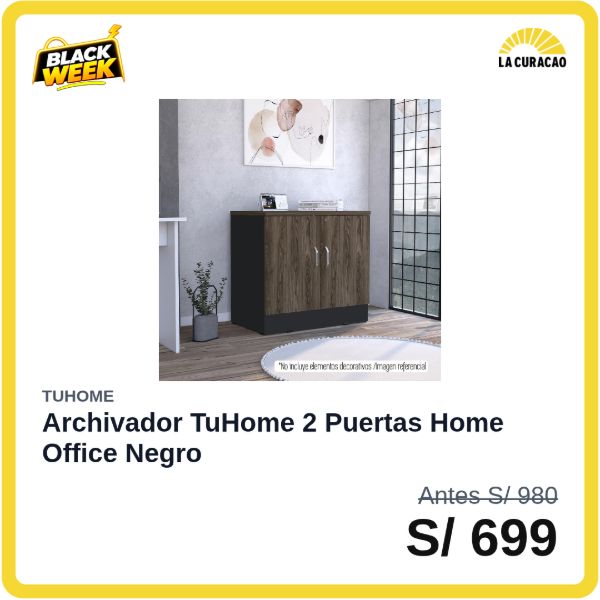 BLACK
WEEK
LA CURACAO
*No incluye elementos decorativos /Imagen referencial
TUHOME
Archivador TuHome 2 Puertas Home
Office Negro
Antes S/ 980
S/ 699